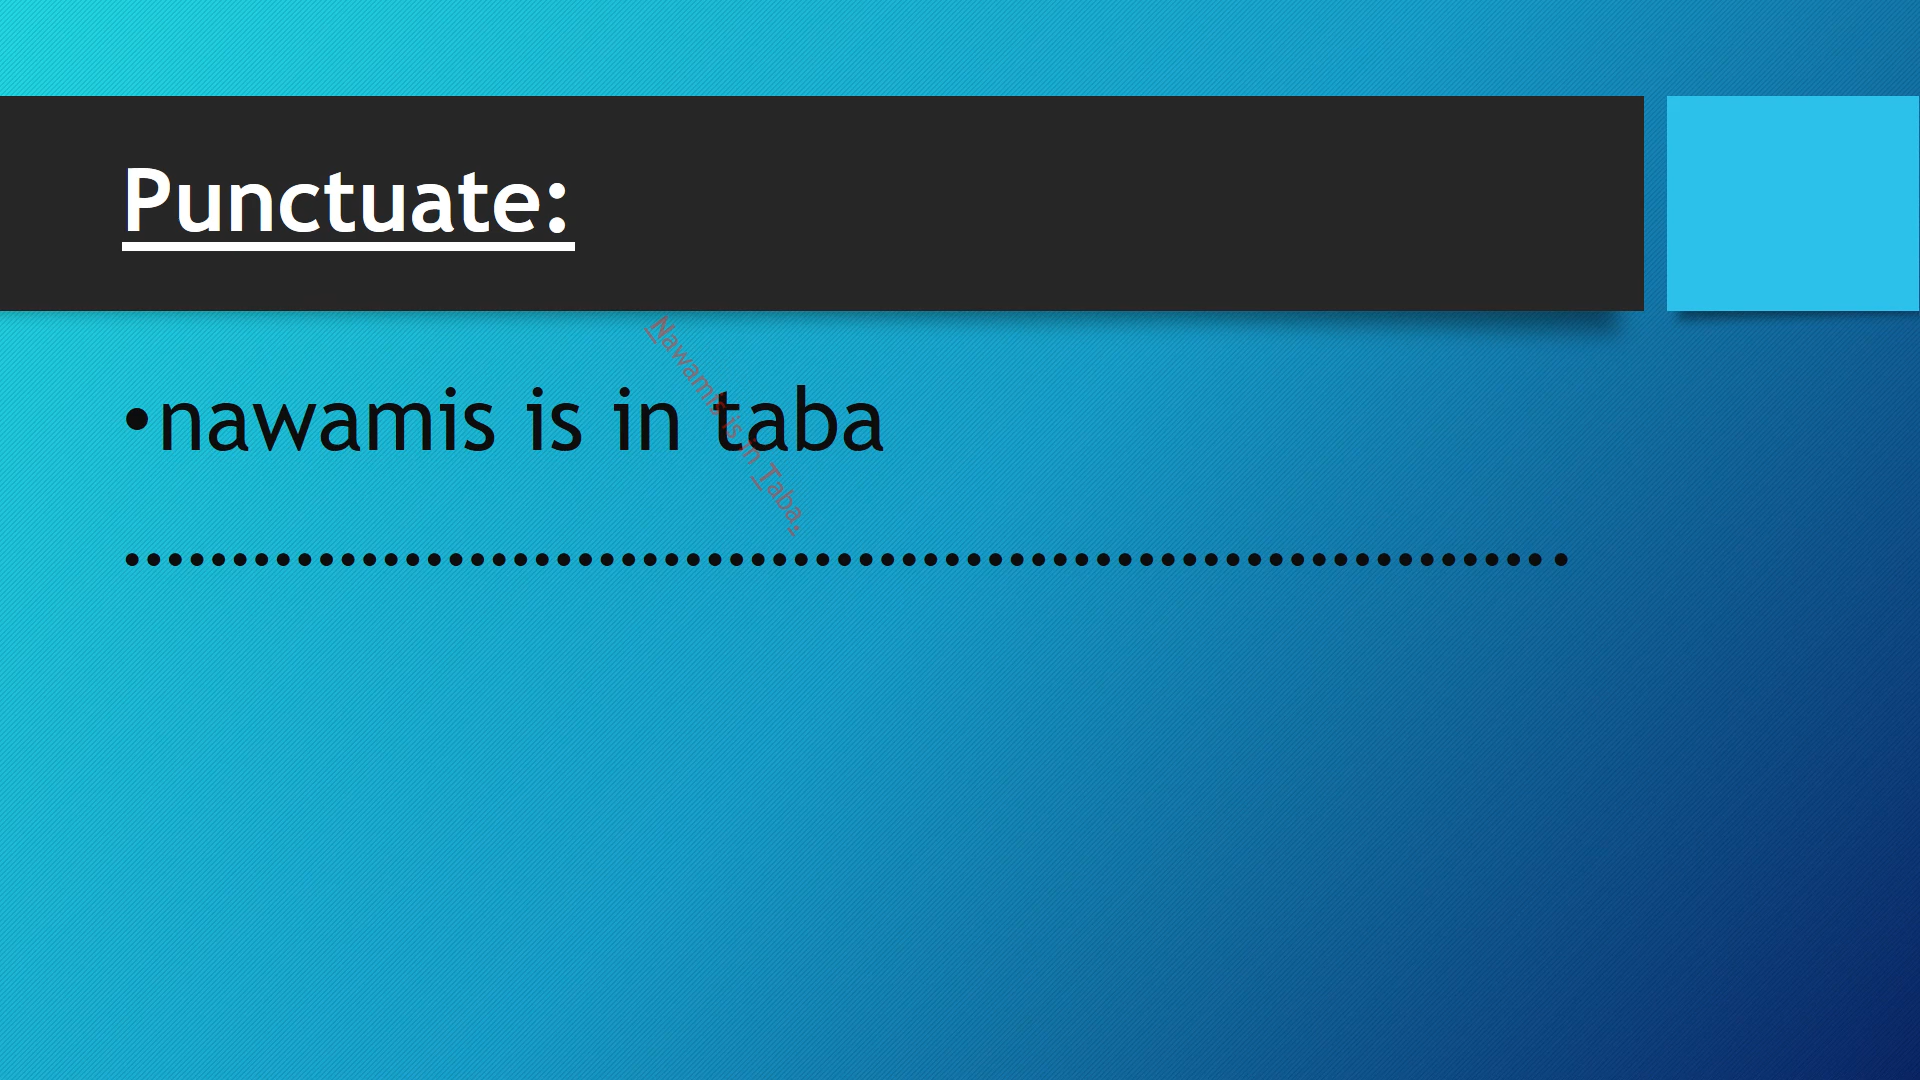 Punctuate:
Nawamis is in Taba.
•nawamis is in taba
...................................................................